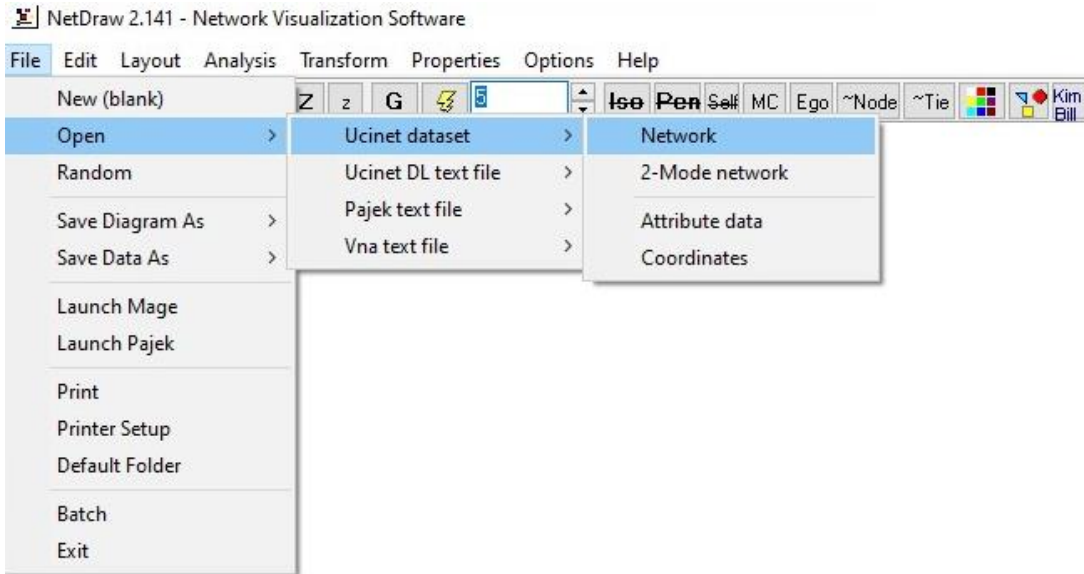 NetDraw 2.141 - Network Visualization Software
File Edit Layout Analysis Transform Properties Options Help
Z z G 5 Iso Pen Self MC Ego ~Node ~Tie Kim Bill
New (blank)
Open
Random
Save Diagram As
Save Data As
Launch Mage
Launch Pajek
Print
Printer Setup
Default Folder
Batch
Exit
Ucinet dataset
Ucinet DL text file
Pajek text file
Vna text file
Network
2-Mode network
Attribute data
Coordinates